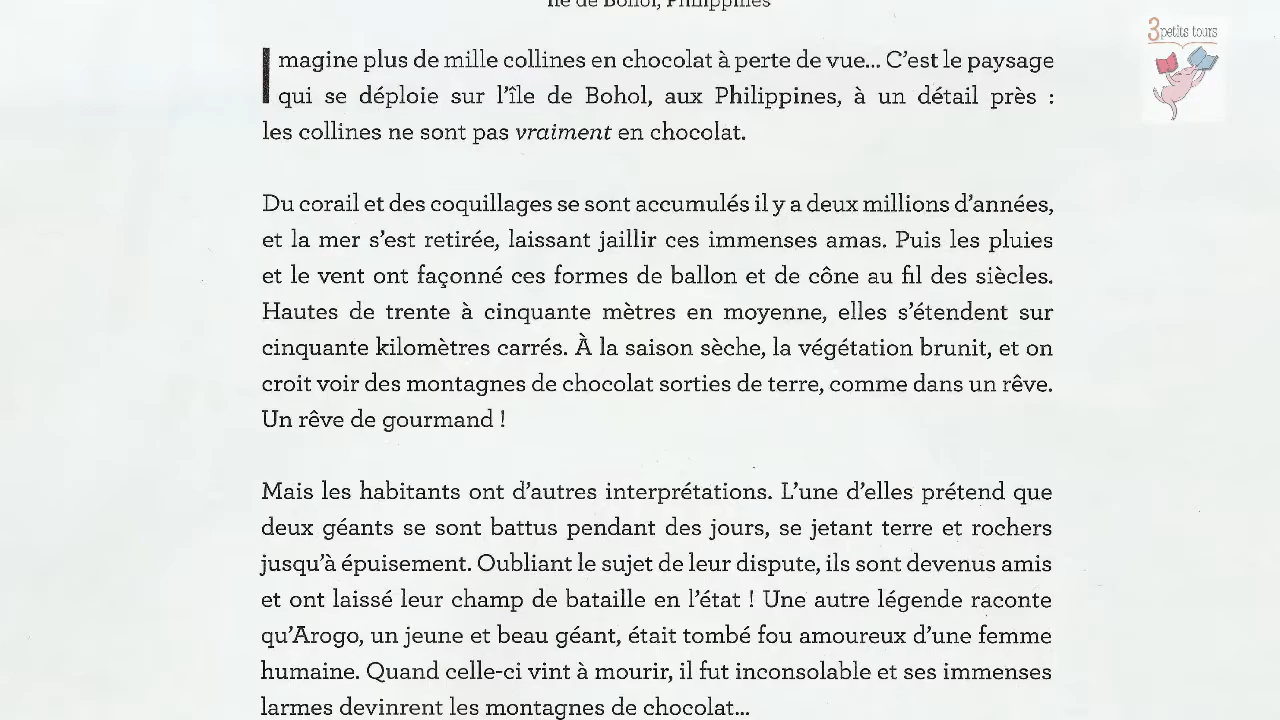 Île de Bohol, Philippines
3 petits tours
Imagine plus de mille collines en chocolat à perte de vue... C'est le paysage
qui se déploie sur l'île de Bohol, aux Philippines, à un détail près :
les collines ne sont pas vraiment en chocolat.
Du corail et des coquillages se sont accumulés il y a deux millions d'années,
et la mer s'est retirée, laissant jaillir ces immenses amas. Puis les pluies
et le vent ont façonné ces formes de ballon et de cône au fil des siècles.
Hautes de trente à cinquante mètres en moyenne, elles s'étendent sur
cinquante kilomètres carrés. À la saison sèche, la végétation brunit, et on
croit voir des montagnes de chocolat sorties de terre, comme dans un rêve.
Un rêve de gourmand !
Mais les habitants ont d'autres interprétations. L'une d'elles prétend que
deux géants se sont battus pendant des jours, se jetant terre et rochers
jusqu'à épuisement. Oubliant le sujet de leur dispute, ils sont devenus amis
et ont laissé leur champ de bataille en l'état ! Une autre légende raconte
qu'Arogo, un jeune et beau géant, était tombé fou amoureux d'une femme
humaine. Quand celle-ci vint à mourir, il fut inconsolable et ses immenses
larmes devinrent les montagnes de chocolat...